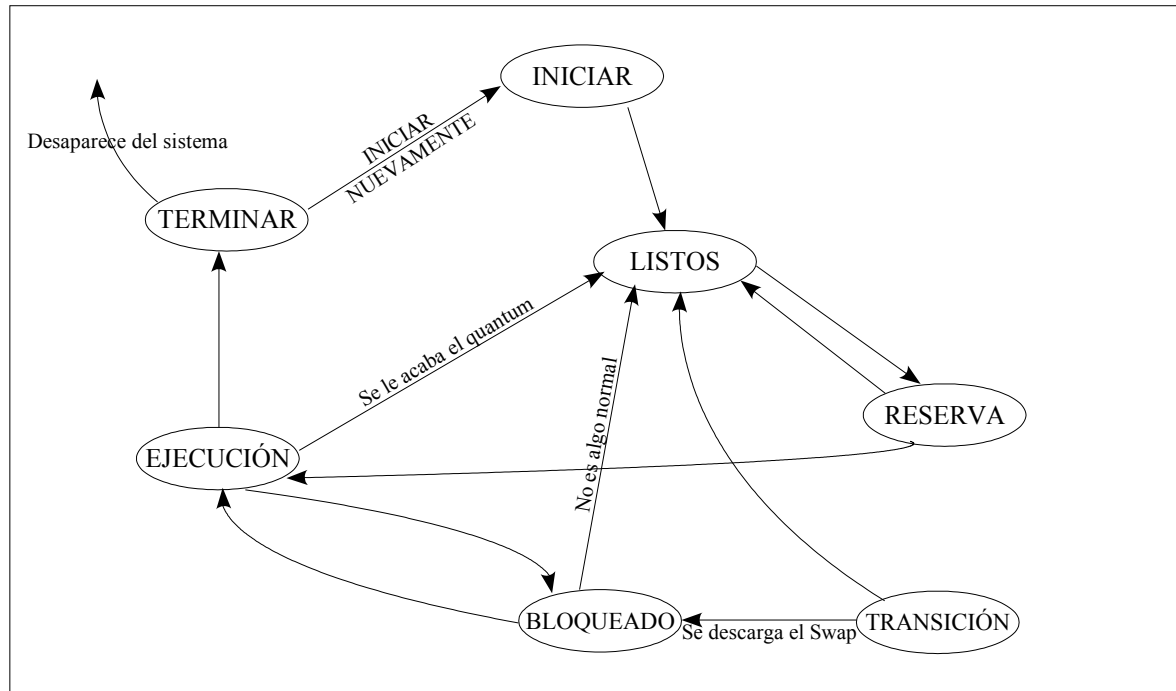 INICIAR
INICIAR
NUEVAMENTE
Desaparece del sistema
TERMINAR
LISTOS
Se le acaba el quantum
No es algo normal
RESERVA
EJECUCIÓN
BLOQUEADO
Se descarga el Swap
TRANSICIÓN